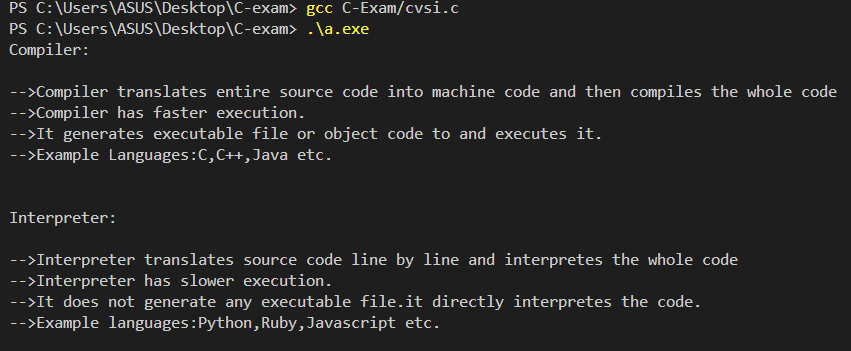 PS C:\Users\ASUS\Desktop\C-exam> gcc C-Exam/cvsi.c
PS C:\Users\ASUS\Desktop\C-exam> .\a.exe
Compiler:
-->Compiler translates entire source code into machine code and then compiles the whole code
-->Compiler has faster execution.
-->It generates executable file or object code to and executes it.
-->Example Languages:C,C++,Java etc.
Interpreter:
-->Interpreter translates source code line by line and interpretes the whole code
-->Interpreter has slower execution.
-->It does not generate any executable file.it directly interpretes the code.
-->Example languages:Python,Ruby,Javascript etc.